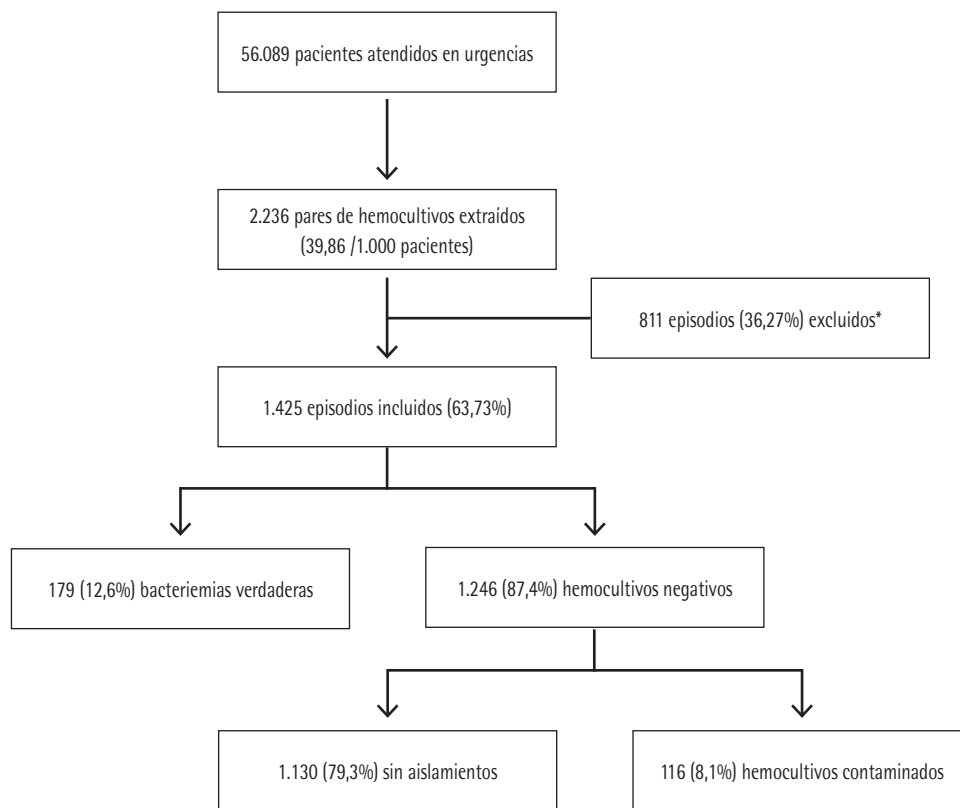 56.089 pacientes atendidos en urgencias
2.236 pares de hemocultivos extraídos
(39,86 /1.000 pacientes)
811 episodios (36,27%) excluidos*
1.425 episodios incluidos (63,73%)
179 (12,6%) bacteriemias verdaderas
1.246 (87,4%) hemocultivos negativos
1.130 (79,3%) sin aislamientos
116 (8,1%) hemocultivos contaminados